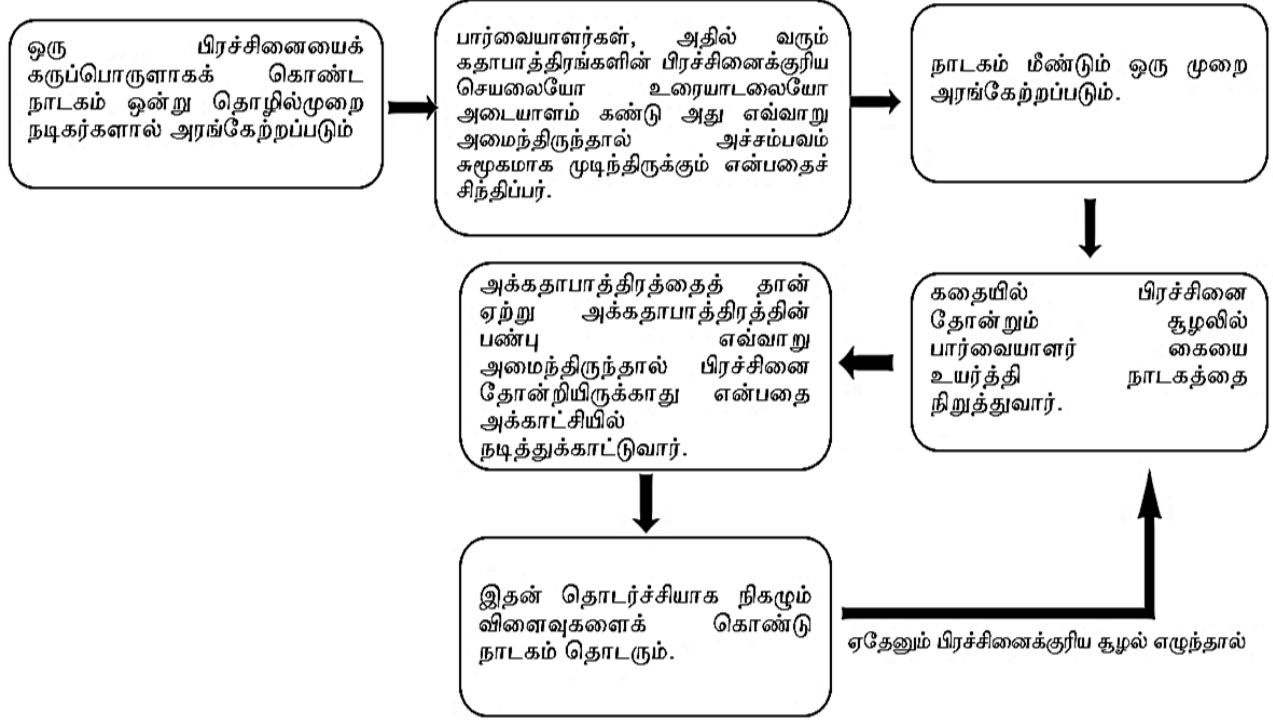 ஒரு பிரச்சினையைக்
கருப்பொருளாகக் கொண்ட
நாடகம் ஒன்று தொழில்முறை
நடிகர்களால் அரங்கேற்றப்படும்
பார்வையாளர்கள், அதில் வரும்
கதாபாத்திரங்களின் பிரச்சினைக்குரிய
செயலையோ உரையாடலையோ
அடையாளம் கண்டு அது எவ்வாறு
அமைந்திருந்தால் அச்சம்பவம்
சுமூகமாக முடிந்திருக்கும் என்பதைச்
சிந்திப்பர்.
நாடகம் மீண்டும் ஒரு முறை
அரங்கேற்றப்படும்.
கதையில் பிரச்சினை
தோன்றும் சூழலில்
பார்வையாளர் கையை
உயர்த்தி நாடகத்தை
நிறுத்துவார்.
அக்கதாபாத்திரத்தைத் தான்
ஏற்று அக்கதாபாத்திரத்தின்
பண்பு எவ்வாறு
அமைந்திருந்தால் பிரச்சினை
தோன்றியிருக்காது என்பதை
அக்காட்சியில்
நடித்துக்காட்டுவார்.
இதன் தொடர்ச்சியாக நிகழும்
விளைவுகளைக் கொண்டு
நாடகம் தொடரும்.
ஏதேனும் பிரச்சினைக்குரிய சூழல் எழுந்தால்